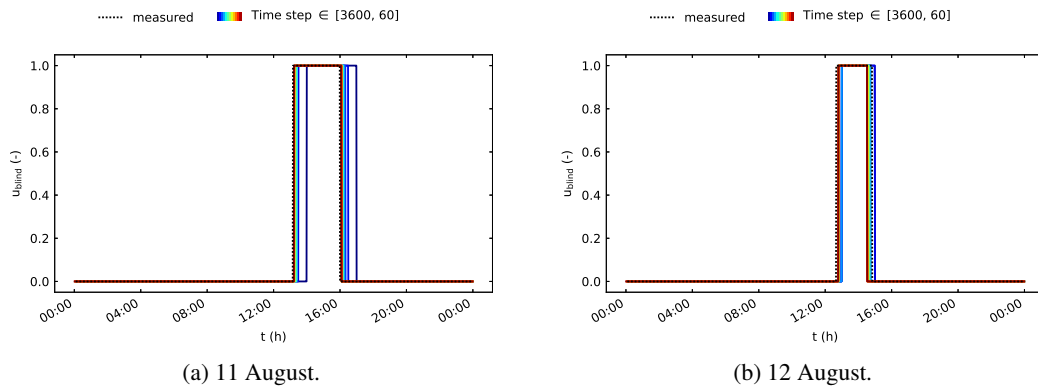 measured Time step ∈ [3600, 60]
1.0
0.8
0.6
0.4
0.2
0.0
u_blind (-)
00:00 04:00 08:00 12:00 16:00 20:00 00:00
t (h)
(a) 11 August.
measured Time step ∈ [3600, 60]
1.0
0.8
0.6
0.4
0.2
0.0
u_blind (-)
00:00 04:00 08:00 12:00 16:00 20:00 00:00
t (h)
(b) 12 August.